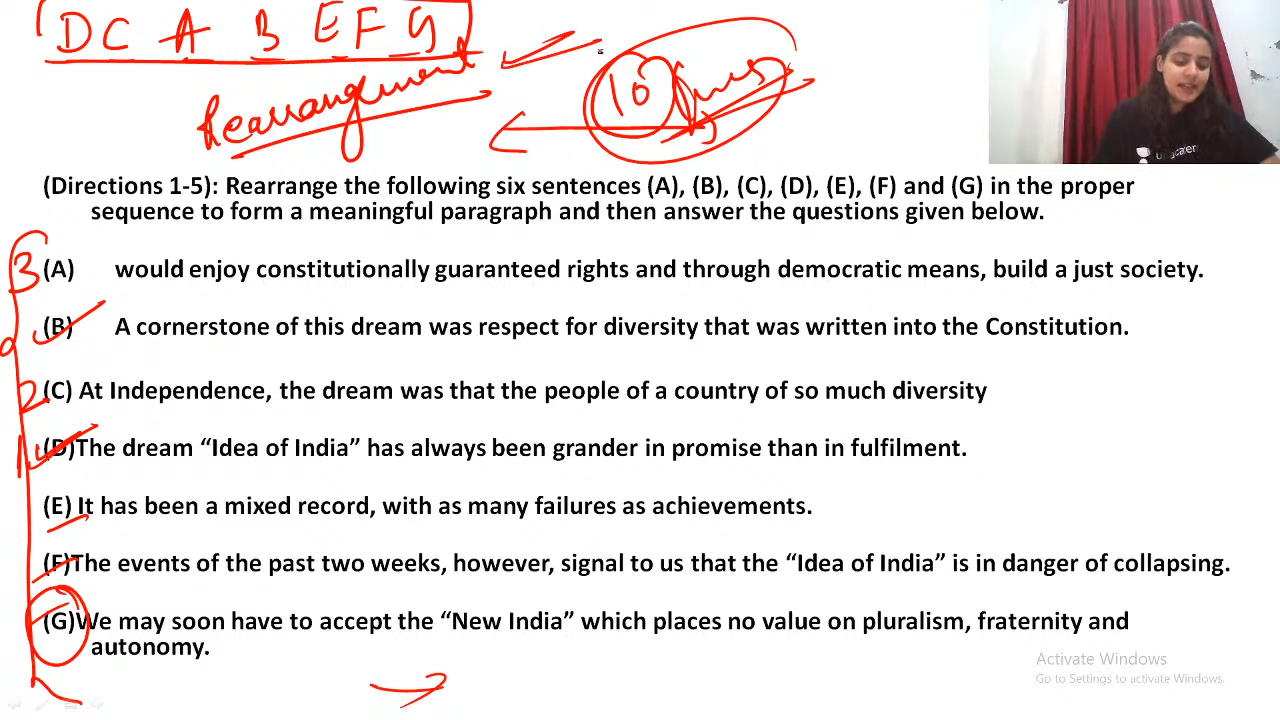 DC A B E F G
Rearrangement
10
(Directions 1-5): Rearrange the following six sentences (A), (B), (C), (D), (E), (F) and (G) in the proper
sequence to form a meaningful paragraph and then answer the questions given below.
3 (A) would enjoy constitutionally guaranteed rights and through democratic means, build a just society.
(B) A cornerstone of this dream was respect for diversity that was written into the Constitution.
2 (C) At Independence, the dream was that the people of a country of so much diversity
1 (D)The dream “Idea of India” has always been grander in promise than in fulfilment.
(E) It has been a mixed record, with as many failures as achievements.
(F)The events of the past two weeks, however, signal to us that the “Idea of India” is in danger of collapsing.
(G)We may soon have to accept the “New India” which places no value on pluralism, fraternity and
autonomy.
Activate Windows
Go to Settings to activate Windows.